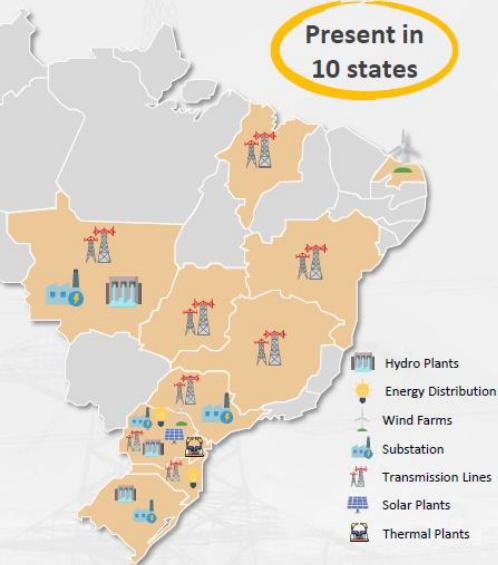 Present in
10 states
Hydro Plants
Energy Distribution
Wind Farms
Substation
Transmission Lines
Solar Plants
Thermal Plants